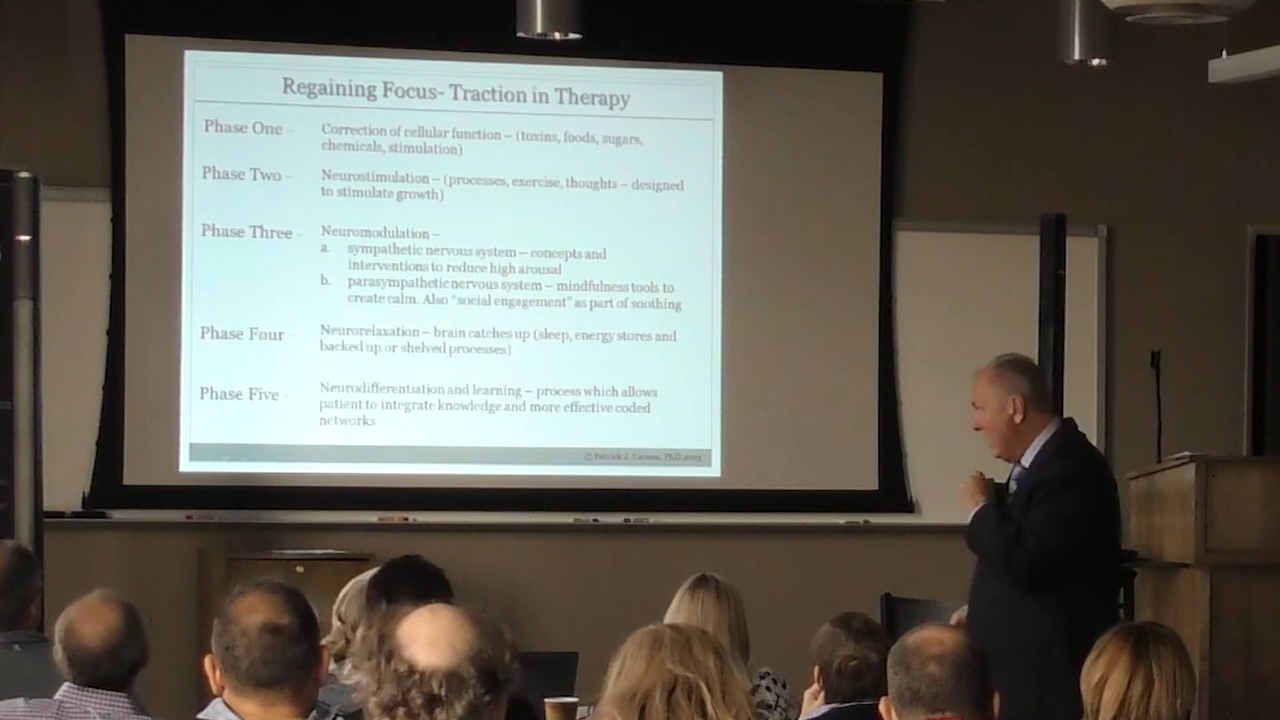 Regaining Focus- Traction in Therapy
Phase One – Correction of cellular function – (toxins, foods, sugars,
chemicals, stimulation)
Phase Two – Neurostimulation – (processes, exercise, thoughts – designed
to stimulate growth)
Phase Three – Neuromodulation –
a. sympathetic nervous system – concepts and
interventions to reduce high arousal
b. parasympathetic nervous system – mindfulness tools to
create calm. Also "social engagement" as part of soothing
Phase Four – Neurorelaxation – brain catches up (sleep, energy stores and
backed up or shelved processes)
Phase Five – Neurodifferentiation and learning – process which allows
patient to integrate knowledge and more effective coded
networks
© Patrick J. Carnes, PhD